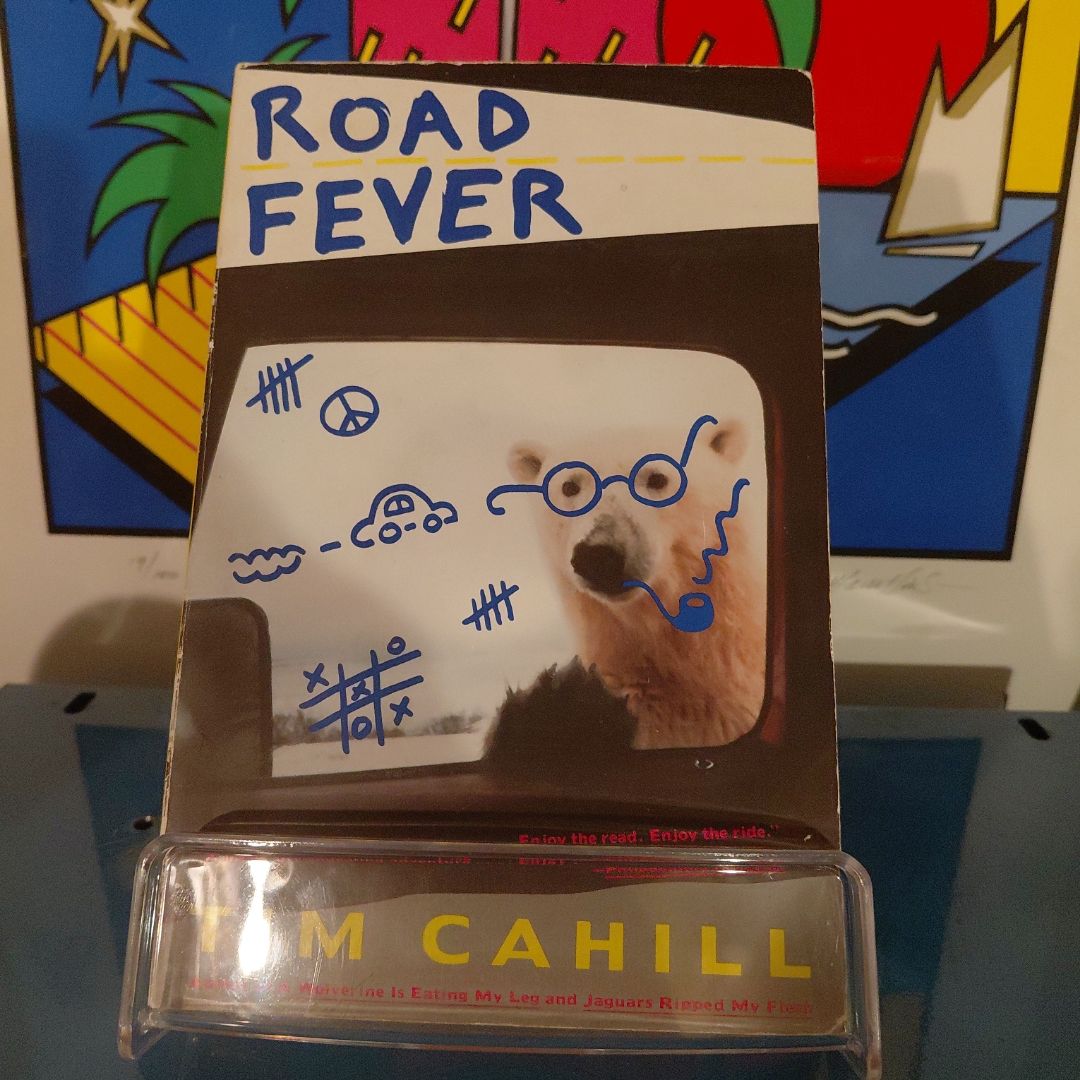 ROAD
FEVER
X O
X
O X
Enjoy the read. Enjoy the ride."
TIM CAHILL
A Wolverine Is Eating My Leg and Jaguars Ripped My Flesh